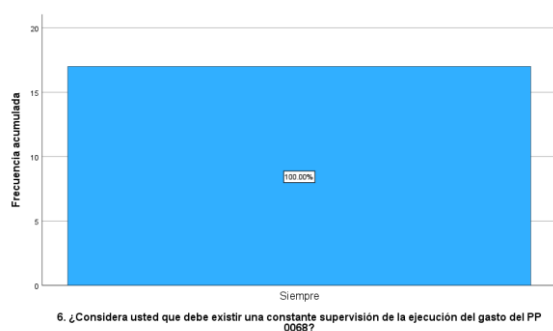 20
15
10
5
0
Frecuencia acumulada
100.00%
Siempre
6. ¿Considera usted que debe existir una constante supervisión de la ejecución del gasto del PP
0068?